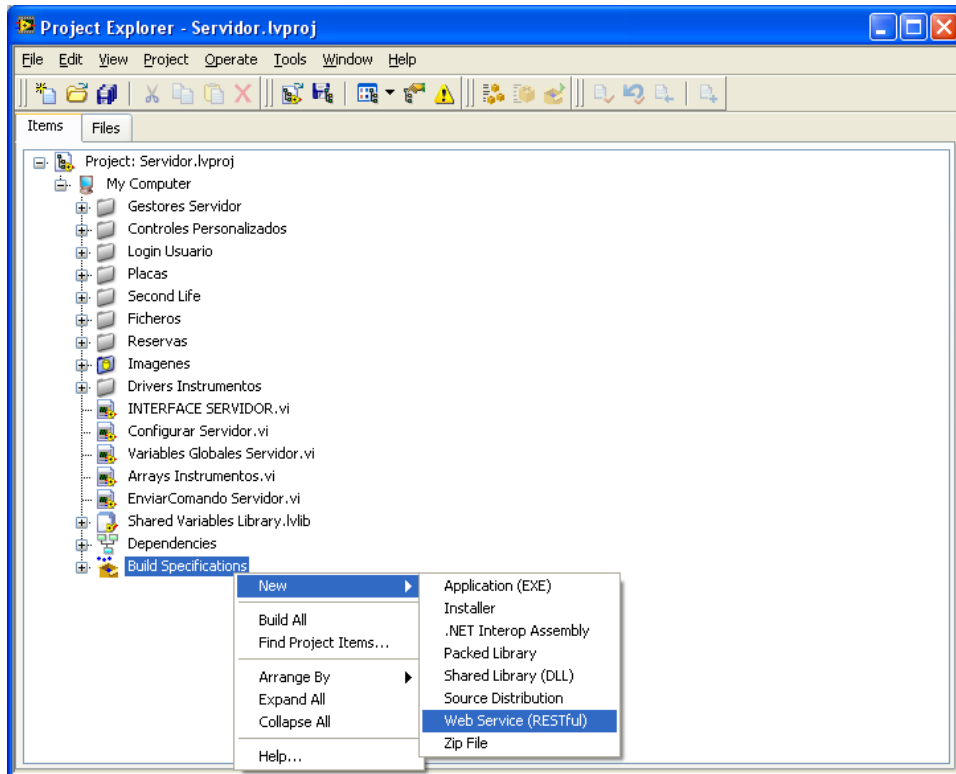 Project Explorer - Servidor.lvproj
File Edit View Project Operate Tools Window Help
Items Files
Project: Servidor.lvproj
My Computer
Gestores Servidor
Controles Personalizados
Login Usuario
Placas
Second Life
Ficheros
Reservas
Imagenes
Drivers Instrumentos
INTERFACE SERVIDOR.vi
Configurar Servidor.vi
Variables Globales Servidor.vi
Arrays Instrumentos.vi
EnviarComando Servidor.vi
Shared Variables Library.lvlib
Dependencies
Build Specifications
New
Build All
Find Project Items...
Arrange By
Expand All
Collapse All
Help...
Application (EXE)
Installer
.NET Interop Assembly
Packed Library
Shared Library (DLL)
Source Distribution
Web Service (RESTful)
Zip File